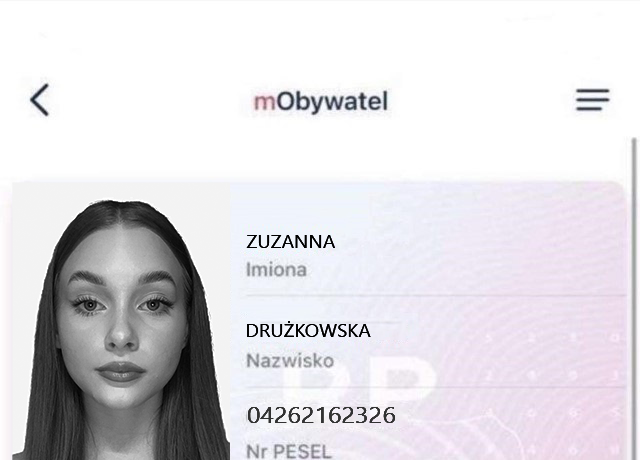 mObywatel
ZUZANNA
Imiona
DRUŻKOWSKA
Nazwisko
04262162326
Nr PESEL